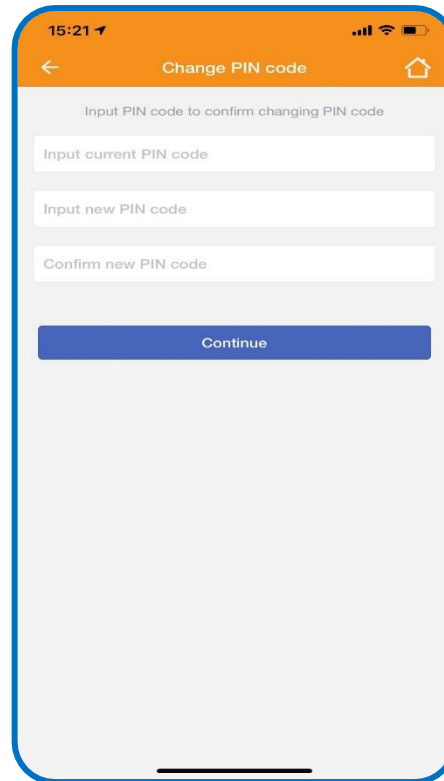 15:21
Change PIN code
Input PIN code to confirm changing PIN code
Input current PIN code
Input new PIN code
Confirm new PIN code
Continue